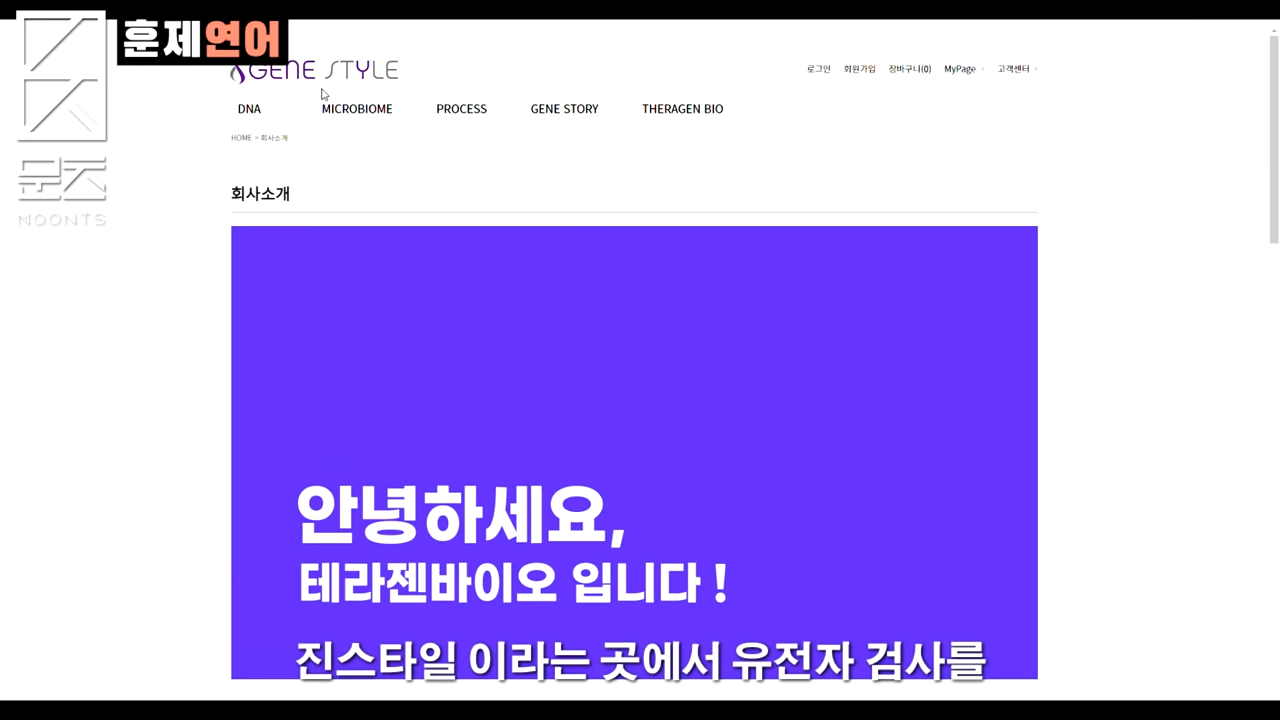 훈제연어
문즈
NOONTS
GENE STYLE
로그인 회원가입 장바구니(0) MyPage 고객센터
DNA MICROBIOME PROCESS GENE STORY THERAGEN BIO
HOME > 회사소개
회사소개
안녕하세요,
테라젠바이오 입니다 !
진스타일 이라는 곳에서 유전자 검사를